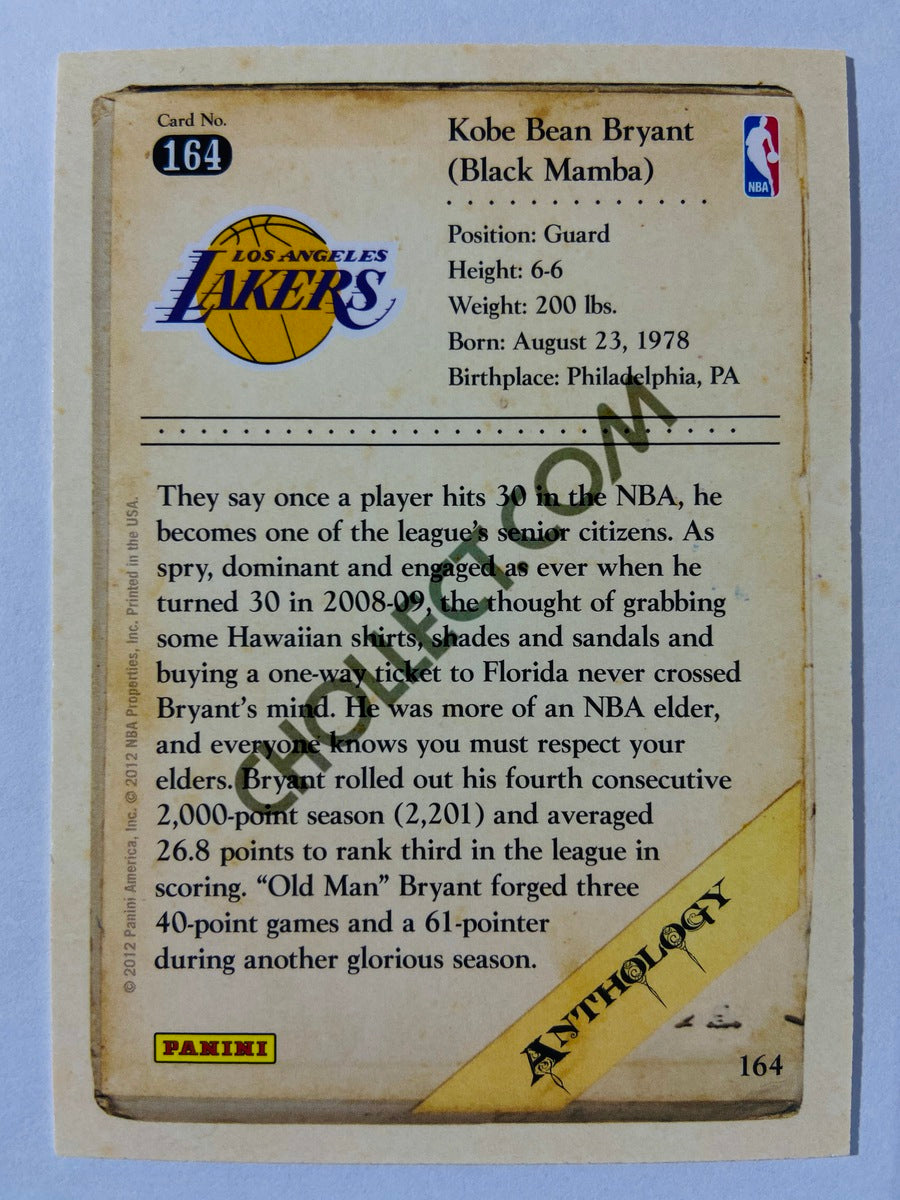 Card No.
164
Kobe Bean Bryant
(Black Mamba)
NBA
LOS ANGELES
LAKERS
Position: Guard
Height: 6-6
Weight: 200 lbs.
Born: August 23, 1978
Birthplace: Philadelphia, PA
They say once a player hits 30 in the NBA, he
becomes one of the league's senior citizens. As
spry, dominant and engaged as ever when he
turned 30 in 2008-09, the thought of grabbing
some Hawaiian shirts, shades and sandals and
buying a one-way ticket to Florida never crossed
Bryant's mind. He was more of an NBA elder,
and everyone knows you must respect your
elders. Bryant rolled out his fourth consecutive
2,000-point season (2,201) and averaged
26.8 points to rank third in the league in
scoring. “Old Man” Bryant forged three
40-point games and a 61-pointer
during another glorious season.
© 2012 Panini America, Inc. © 2012 NBA Properties, Inc. Printed in the USA.
CHOLLECT.COM
ANTHOLOGY
PANINI
164